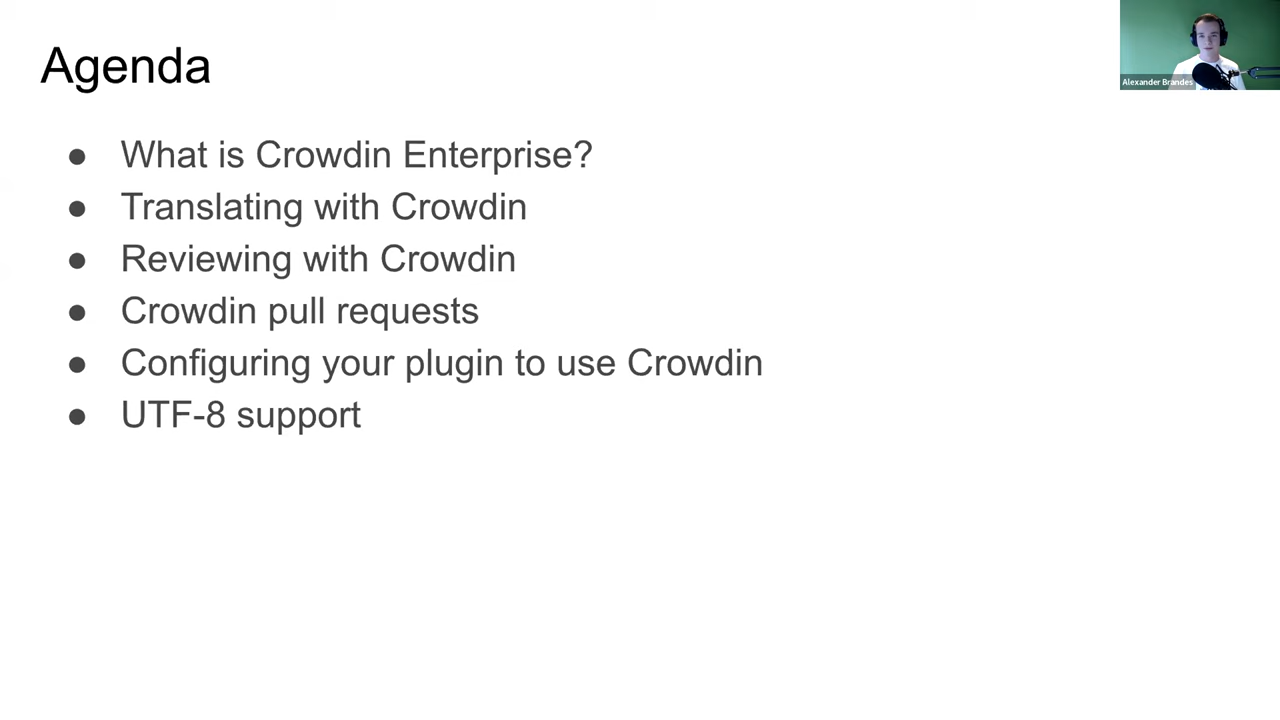 Agenda
Alexander Brandes
● What is Crowdin Enterprise?
● Translating with Crowdin
● Reviewing with Crowdin
● Crowdin pull requests
● Configuring your plugin to use Crowdin
● UTF-8 support